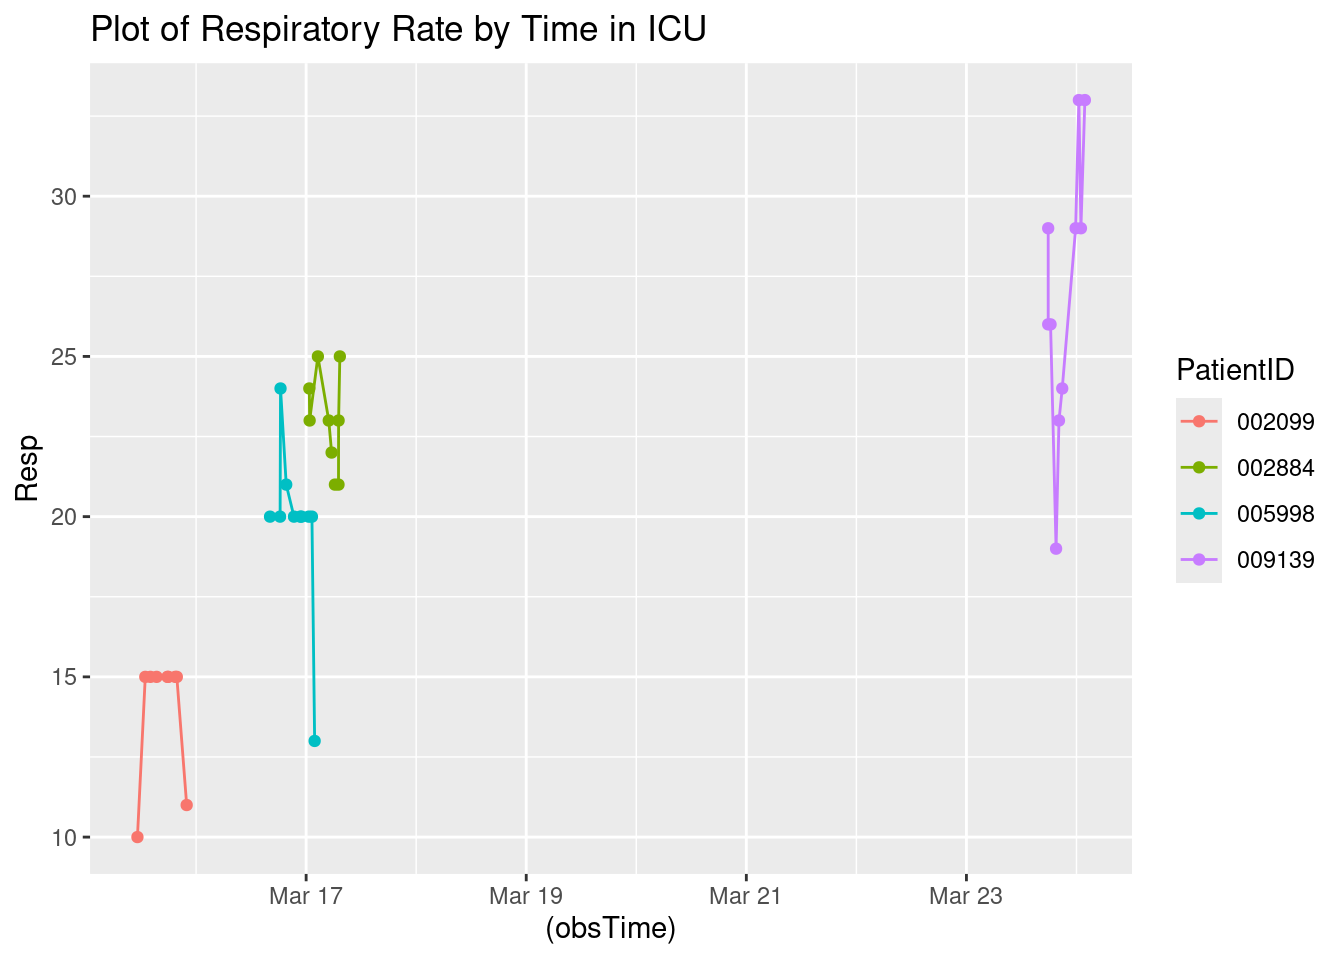 Plot of Respiratory Rate by Time in ICU
30
25
20
15
10
Resp
Mar 17
Mar 19
Mar 21
Mar 23
(obsTime)
PatientID
002099
002884
005998
009139